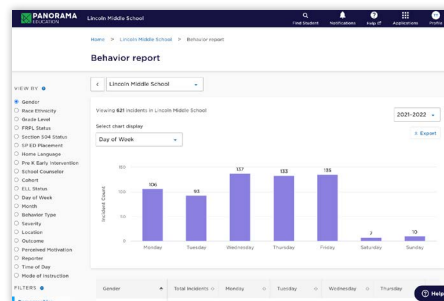 PANORAMA
EDUCATION
Lincoln Middle School
Find Student
Notifications
Help
Applications
Profile
Home > Lincoln Middle School > Behavior report
Behavior report
VIEW BY
Gender
Race Ethnicity
Grade Level
FRPL Status
Section 504 Status
SP ED Placement
Home Language
Pre K Early Intervention
School Counselor
Cohort
ELL Status
Day of Week
Month
Behavior Type
Severity
Location
Outcome
Perceived Motivation
Reporter
Time of Day
Mode of Instruction
FILTERS
Lincoln Middle School
Viewing 621 incidents in Lincoln Middle School
2021-2022
Select chart display
Export
Day of Week
Incident Count
0
106
93
137
133
7
10
Monday
Tuesday
Wednesday
Thursday
Friday
Saturday
Sunday
Gender
Total Incidents
Monday
Tuesday
Wednesday
Thursday
Help